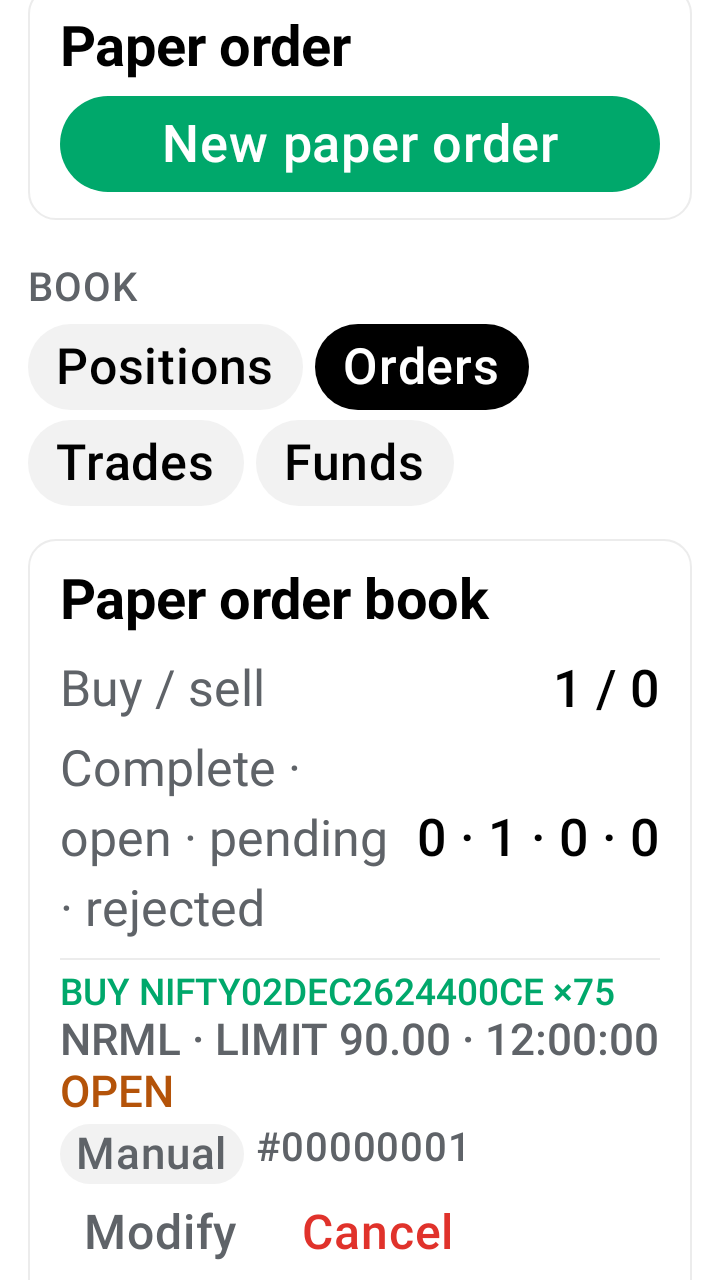 Paper order
New paper order
BOOK
Positions
Orders
Trades
Funds
Paper order book
Buy / sell
1 / 0
Complete ·
open · pending
· rejected
0 · 1 · 0 · 0
BUY NIFTY02DEC2624400CE ×75
NRML · LIMIT 90.00 · 12:00:00
OPEN
Manual
#00000001
Modify
Cancel